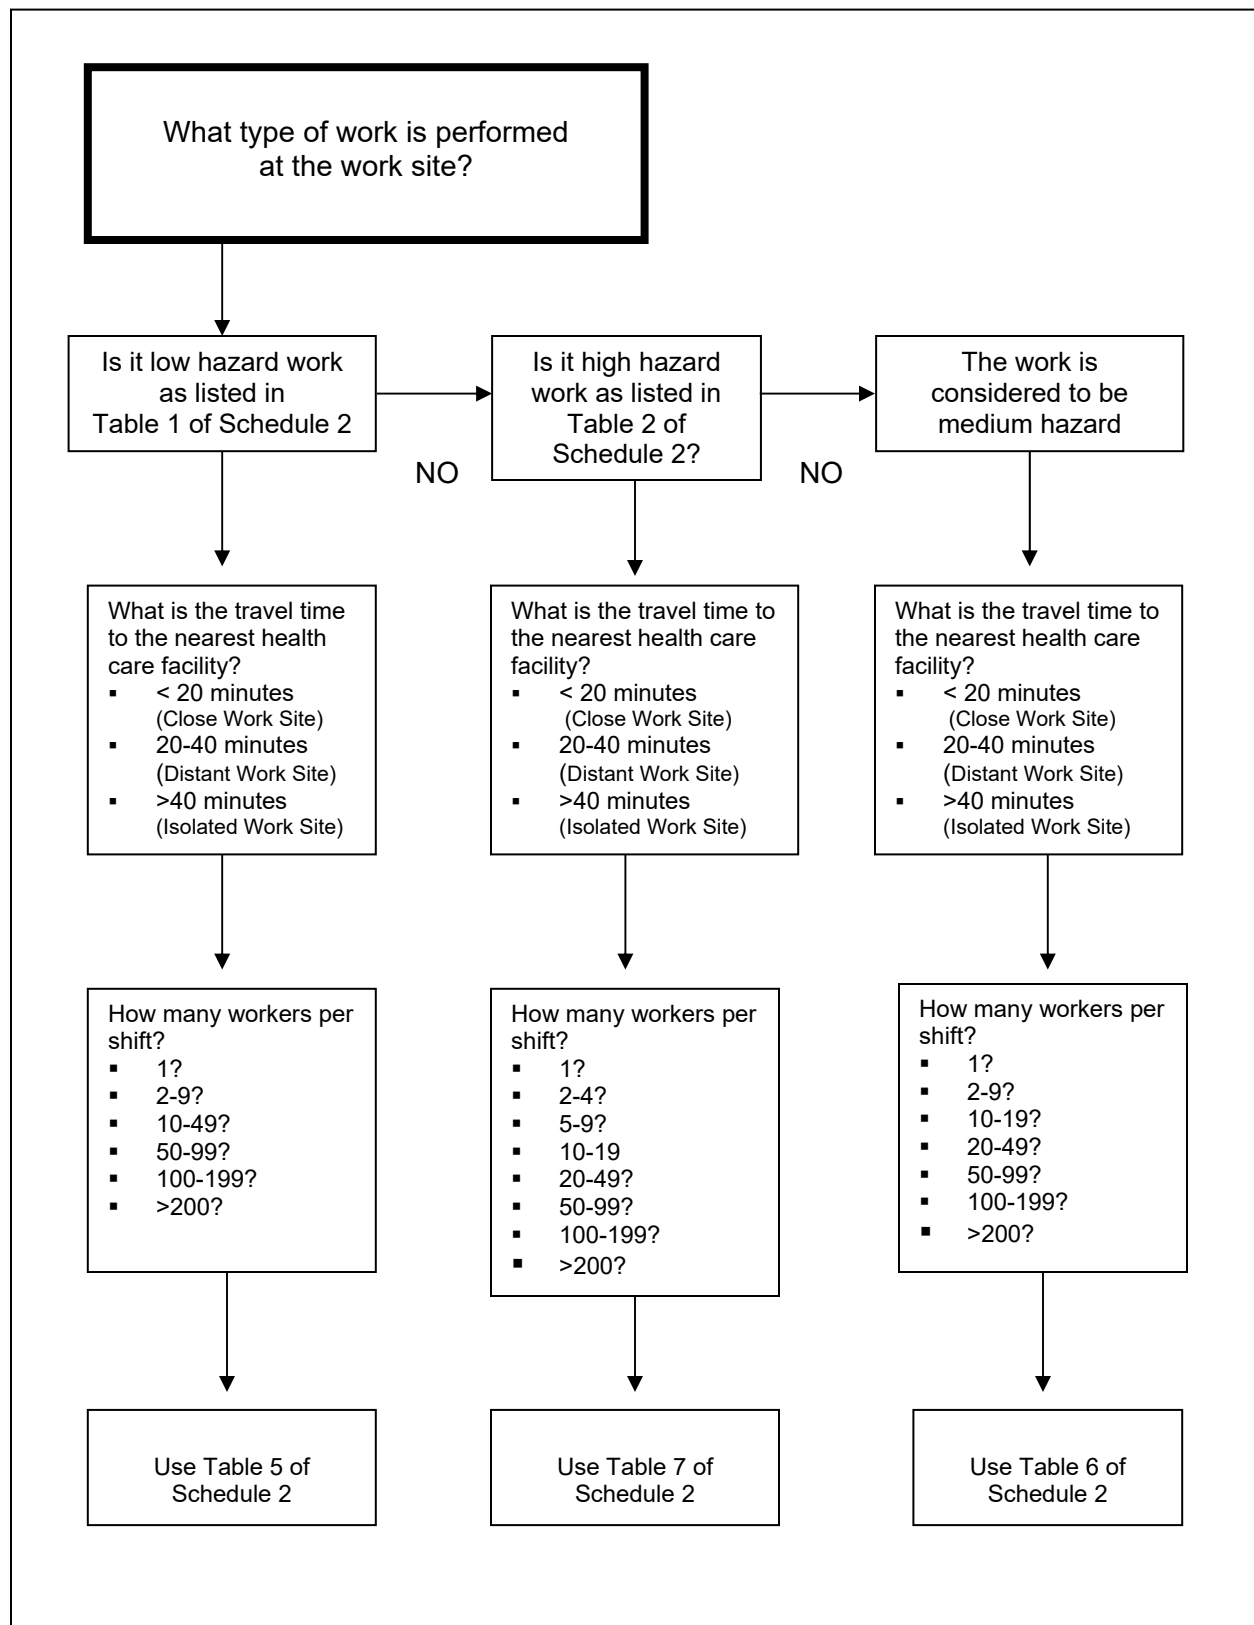 What type of work is performed
at the work site?
Is it low hazard work
as listed in
Table 1 of Schedule 2
NO
Is it high hazard
work as listed in
Table 2 of
Schedule 2?
NO
The work is
considered to be
medium hazard
What is the travel time
to the nearest health
care facility?
▪ < 20 minutes
(Close Work Site)
▪ 20-40 minutes
(Distant Work Site)
▪ >40 minutes
(Isolated Work Site)
What is the travel time to
the nearest health care
facility?
▪ < 20 minutes
(Close Work Site)
▪ 20-40 minutes
(Distant Work Site)
▪ >40 minutes
(Isolated Work Site)
What is the travel time to
the nearest health care
facility?
▪ < 20 minutes
(Close Work Site)
▪ 20-40 minutes
(Distant Work Site)
▪ >40 minutes
(Isolated Work Site)
How many workers per
shift?
▪ 1?
▪ 2-9?
▪ 10-49?
▪ 50-99?
▪ 100-199?
▪ >200?
How many workers per
shift?
▪ 1?
▪ 2-4?
▪ 5-9?
▪ 10-19
▪ 20-49?
▪ 50-99?
▪ 100-199?
▪ >200?
How many workers per
shift?
▪ 1?
▪ 2-9?
▪ 10-19?
▪ 20-49?
▪ 50-99?
▪ 100-199?
▪ >200?
Use Table 5 of
Schedule 2
Use Table 7 of
Schedule 2
Use Table 6 of
Schedule 2